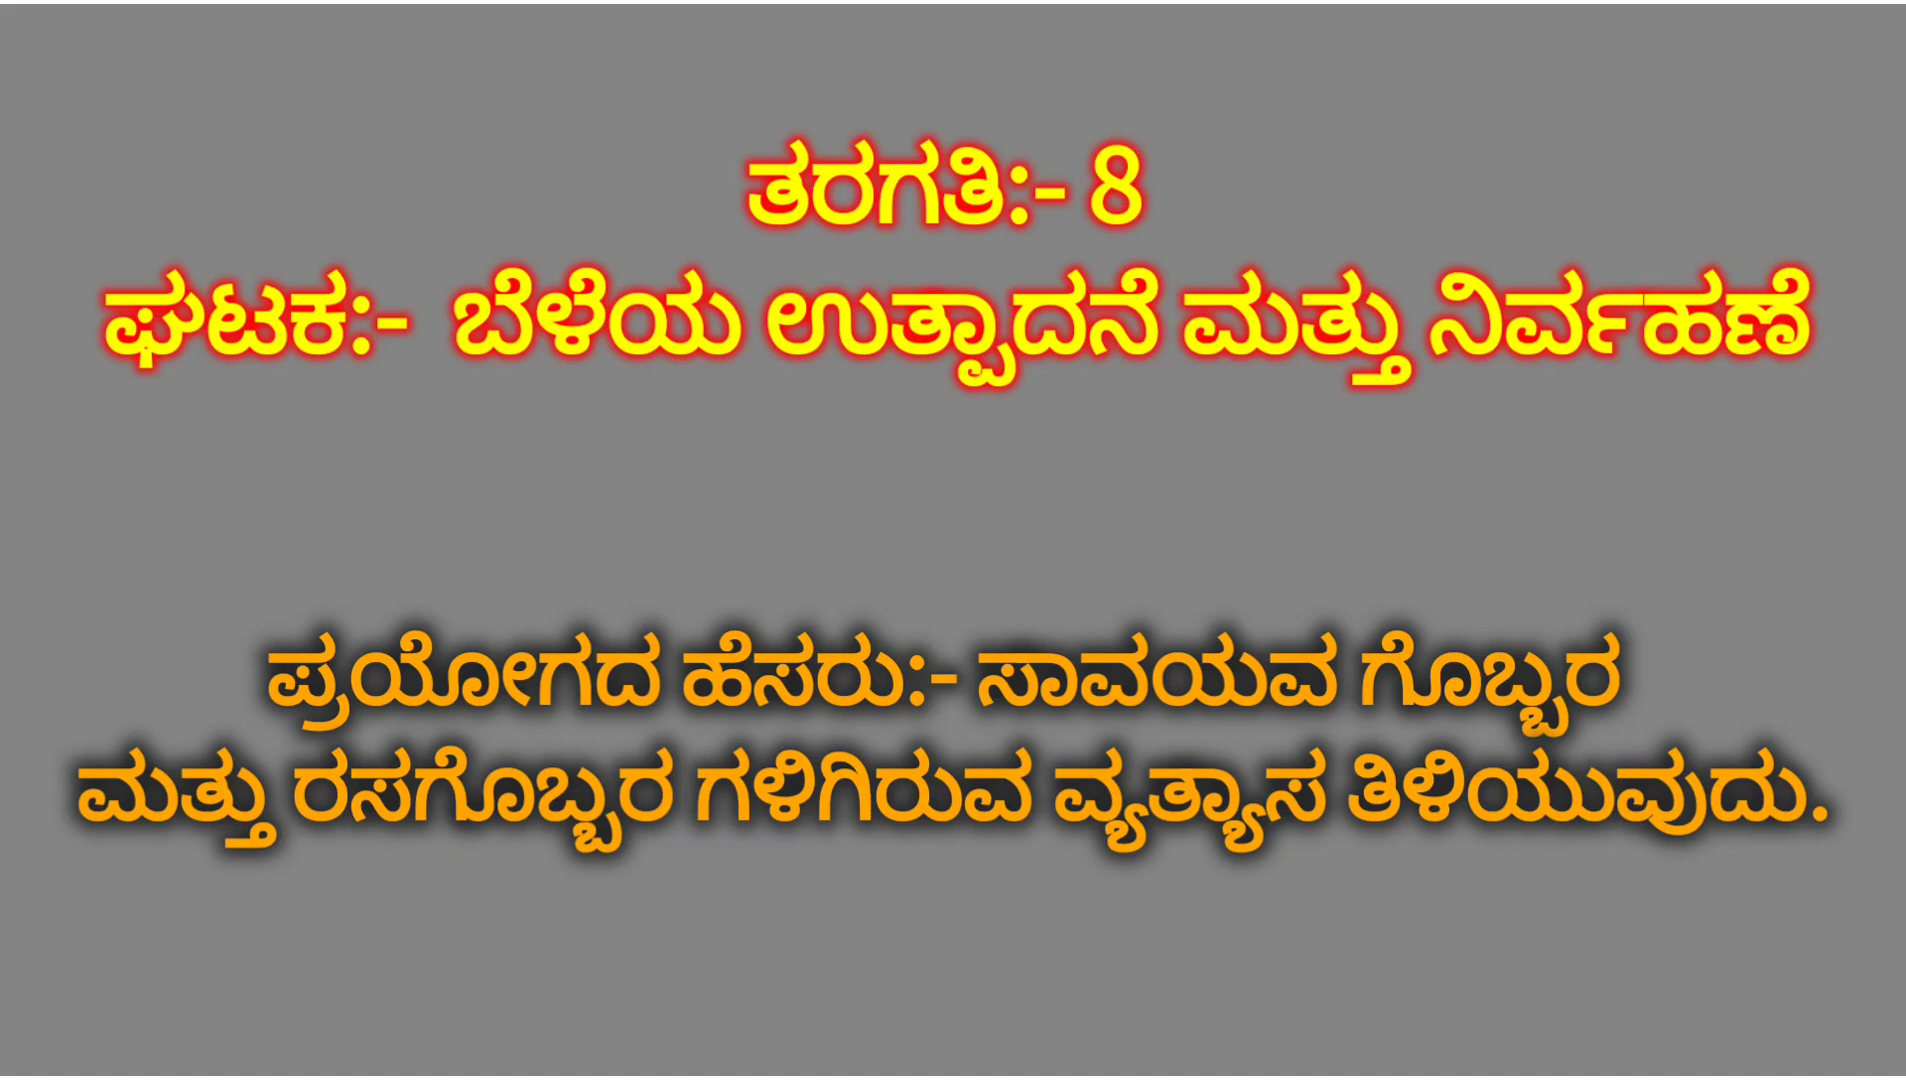 ತರಗತಿ:- 8
ಘಟಕ:- ಬೆಳೆಯ ಉತ್ಪಾದನೆ ಮತ್ತು ನಿರ್ವಹಣೆ
ಪ್ರಯೋಗದ ಹೆಸರು:- ಸಾವಯವ ಗೊಬ್ಬರ
ಮತ್ತು ರಸಗೊಬ್ಬರ ಗಳಿಗಿರುವ ವ್ಯತ್ಯಾಸ ತಿಳಿಯುವುದು.